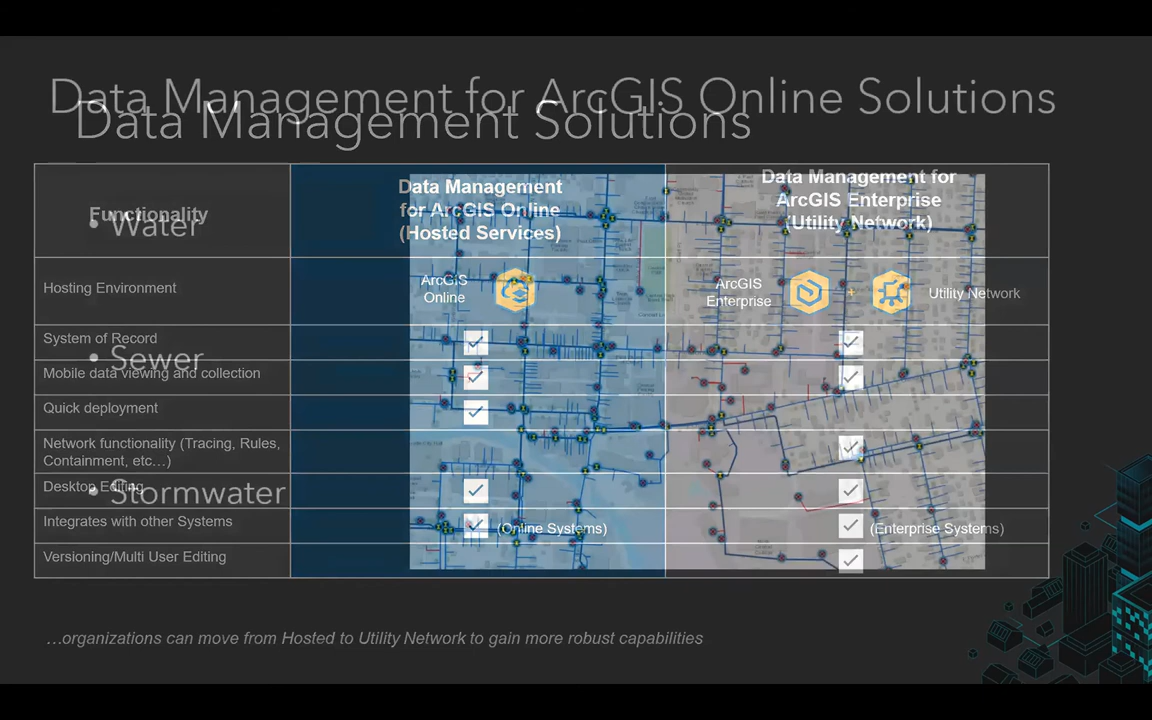 Data Management for ArcGIS Online Solutions
Data Management Solutions
Functionality
Data Management
for ArcGIS Online
(Hosted Services)
Data Management for
ArcGIS Enterprise
(Utility Network)
• Water
Hosting Environment
ArcGIS
Online
ArcGIS
Enterprise
+
Utility Network
System of Record
• Sewer
Mobile data viewing and collection
Quick deployment
Network functionality (Tracing, Rules,
Containment, etc...)
Desktop Editing
• Stormwater
Integrates with other Systems
(Online Systems)
(Enterprise Systems)
Versioning/Multi User Editing
...organizations can move from Hosted to Utility Network to gain more robust capabilities